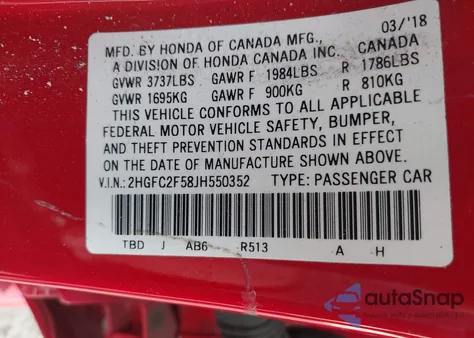 MFD. BY HONDA OF CANADA MFG., 03/'18
A DIVISION OF HONDA CANADA INC. CANADA
GVWR 3737LBS GAWR F 1984LBS R 1786LBS
GVWR 1695KG GAWR F 900KG R 810KG
THIS VEHICLE CONFORMS TO ALL APPLICABLE
FEDERAL MOTOR VEHICLE SAFETY, BUMPER,
AND THEFT PREVENTION STANDARDS IN EFFECT
ON THE DATE OF MANUFACTURE SHOWN ABOVE.
V.I.N.: 2HGFC2F58JH550352 TYPE: PASSENGER CAR
TBD J AB6 R513 A H
autoSnap